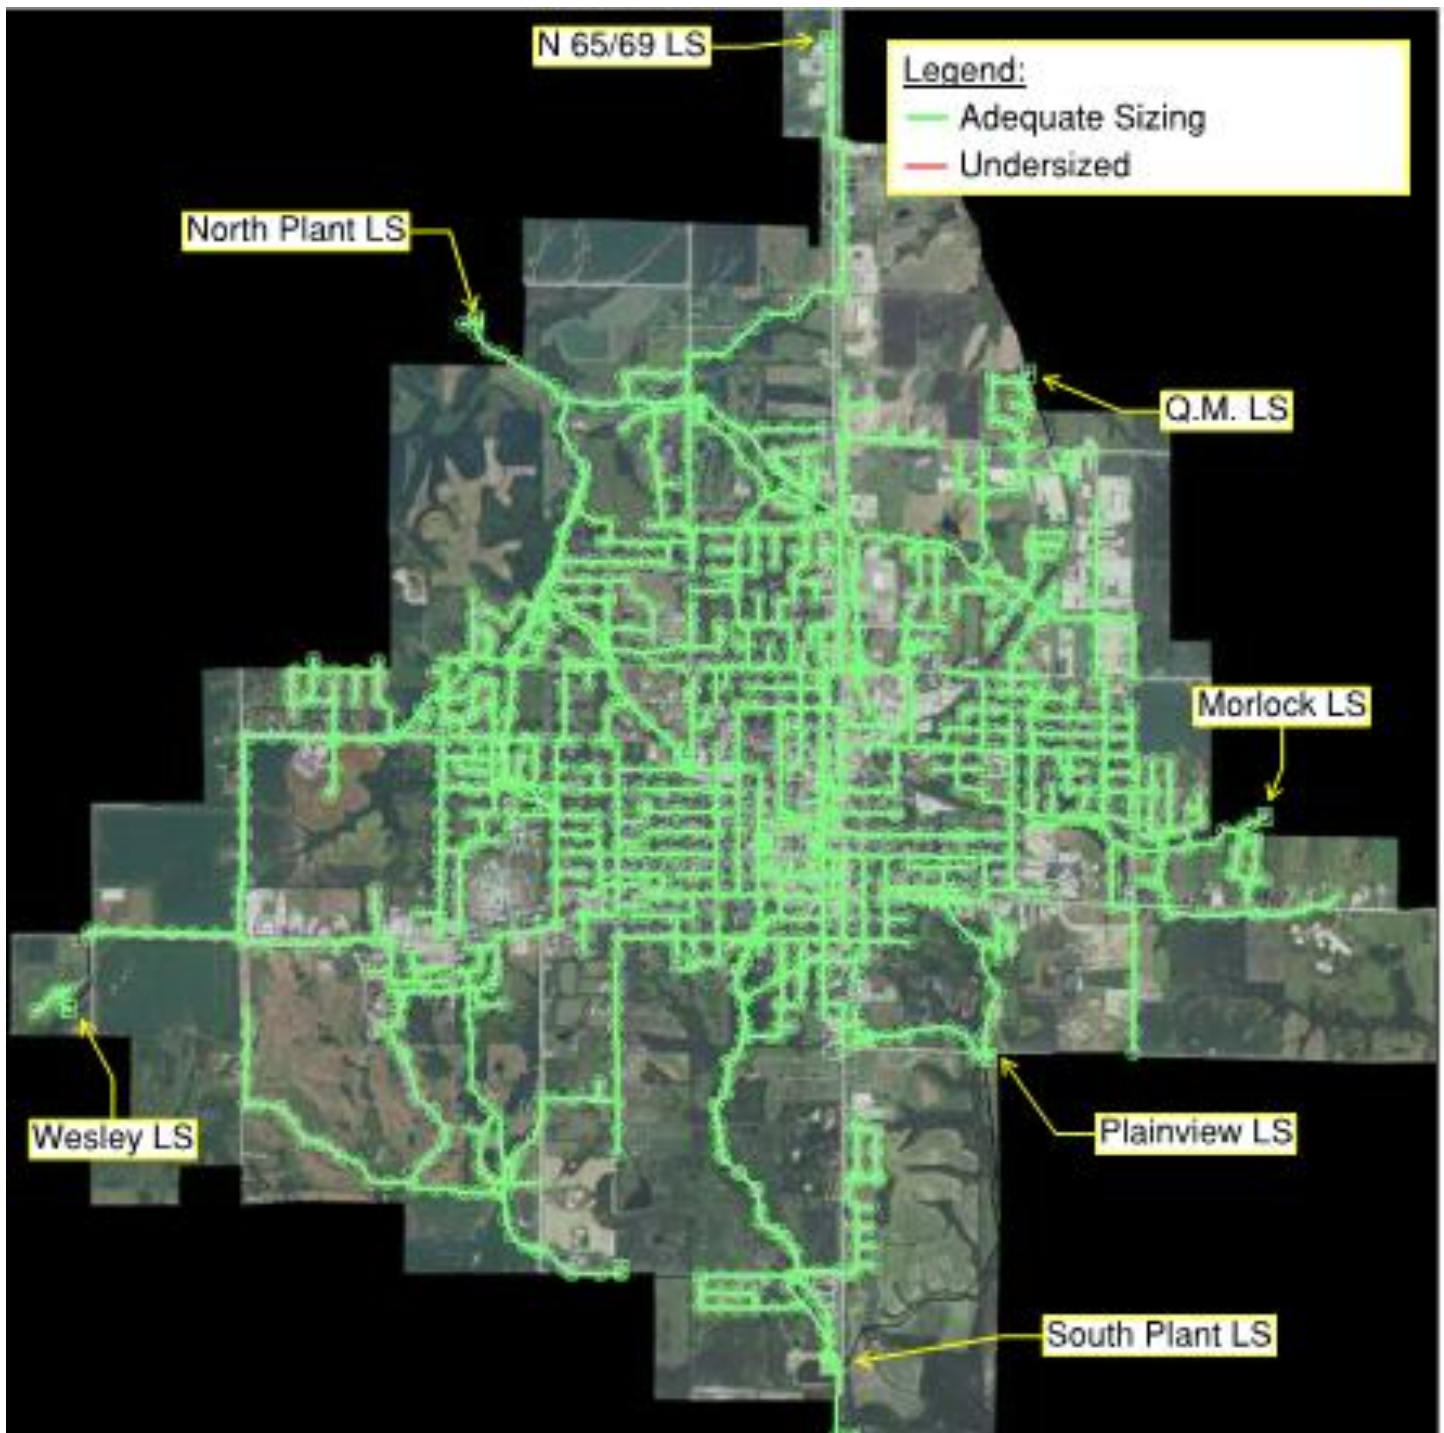 N 65/69 LS
Legend:
Adequate Sizing
Undersized
North Plant LS
Q.M. LS
Morlock LS
Wesley LS
Plainview LS
South Plant LS